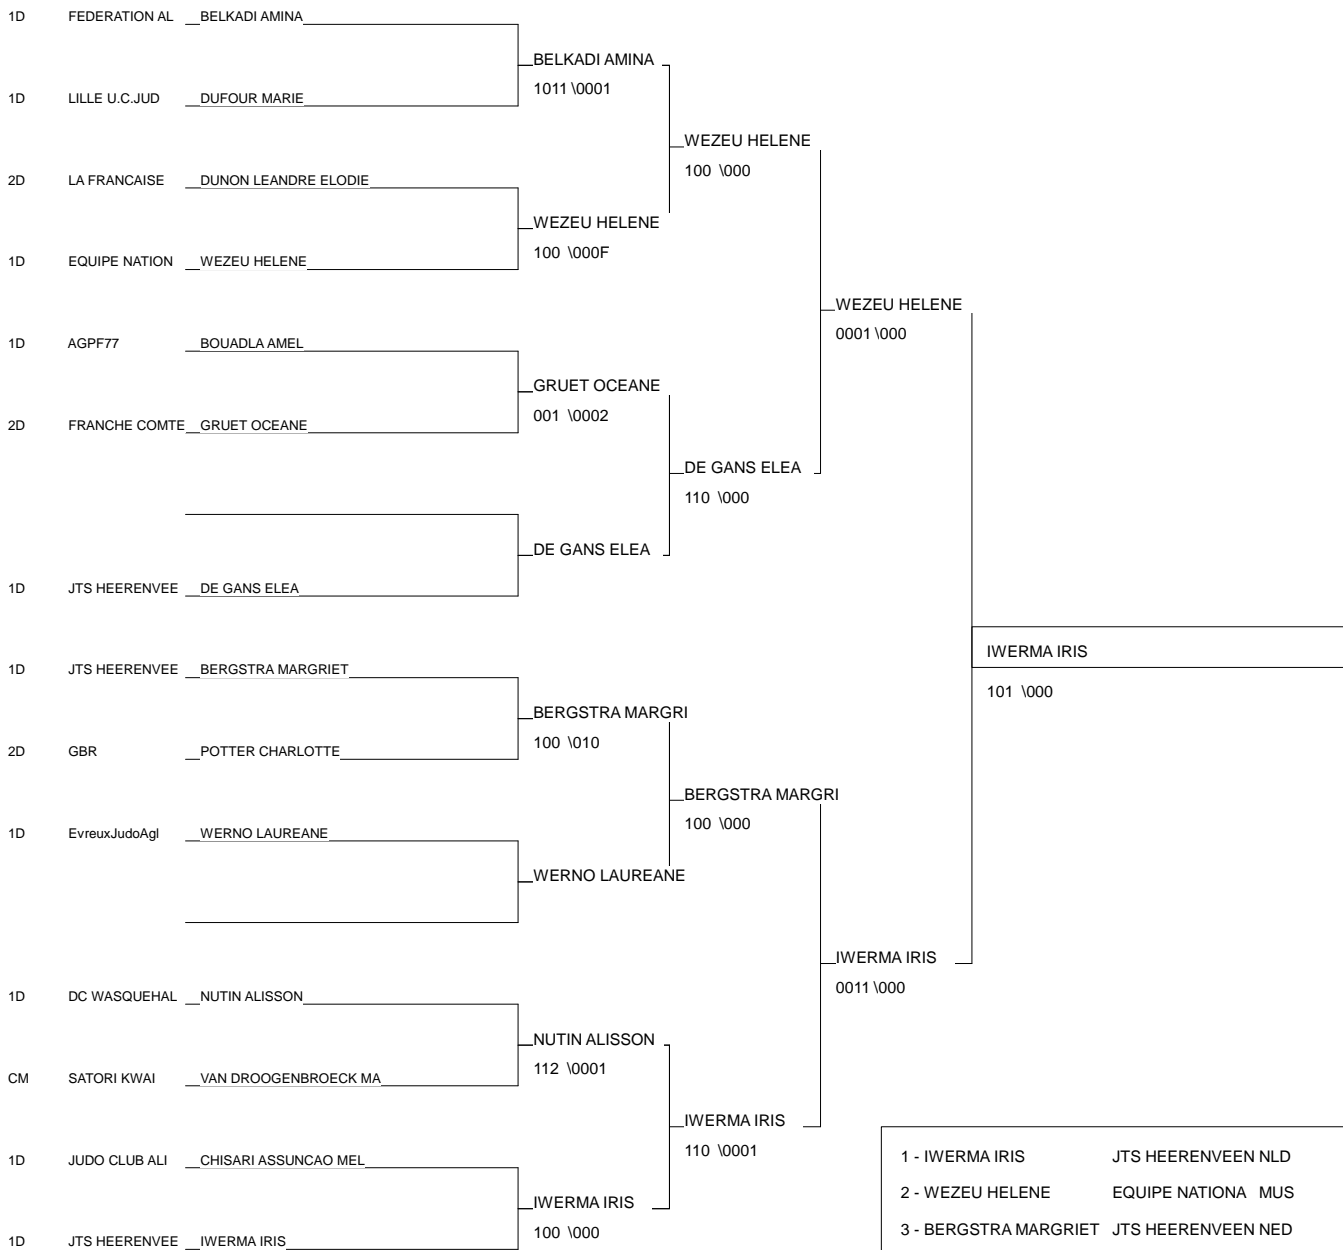 1D FEDERATION AL BELKADI AMINA
BELKADI AMINA
1011 \0001
1D LILLE U.C.JUD DUFOUR MARIE
WEZEU HELENE
100 \000
2D LA FRANCAISE DUNON LEANDRE ELODIE
WEZEU HELENE
100 \000F
1D EQUIPE NATION WEZEU HELENE
WEZEU HELENE
0001 \000
1D AGPF77 BOUADLA AMEL
GRUET OCEANE
001 \0002
2D FRANCHE COMTE GRUET OCEANE
DE GANS ELEA
110 \000
DE GANS ELEA
1D JTS HEERENVEE DE GANS ELEA
IWERMA IRIS
101 \000
1D JTS HEERENVEE BERGSTRA MARGRIET
BERGSTRA MARGRI
100 \010
2D GBR POTTER CHARLOTTE
BERGSTRA MARGRI
100 \000
1D EvreuxJudoAgl WERNO LAUREANE
WERNO LAUREANE
IWERMA IRIS
0011 \000
1D DC WASQUEHAL NUTIN ALISSON
NUTIN ALISSON
112 \0001
CM SATORI KWAI VAN DROOGENBROECK MA
IWERMA IRIS
110 \0001
1D JUDO CLUB ALI CHISARI ASSUNCAO MEL
IWERMA IRIS
100 \000
1D JTS HEERENVEE IWERMA IRIS
1 - IWERMA IRIS JTS HEERENVEEN NLD
2 - WEZEU HELENE EQUIPE NATIONA MUS
3 - BERGSTRA MARGRIET JTS HEERENVEEN NED